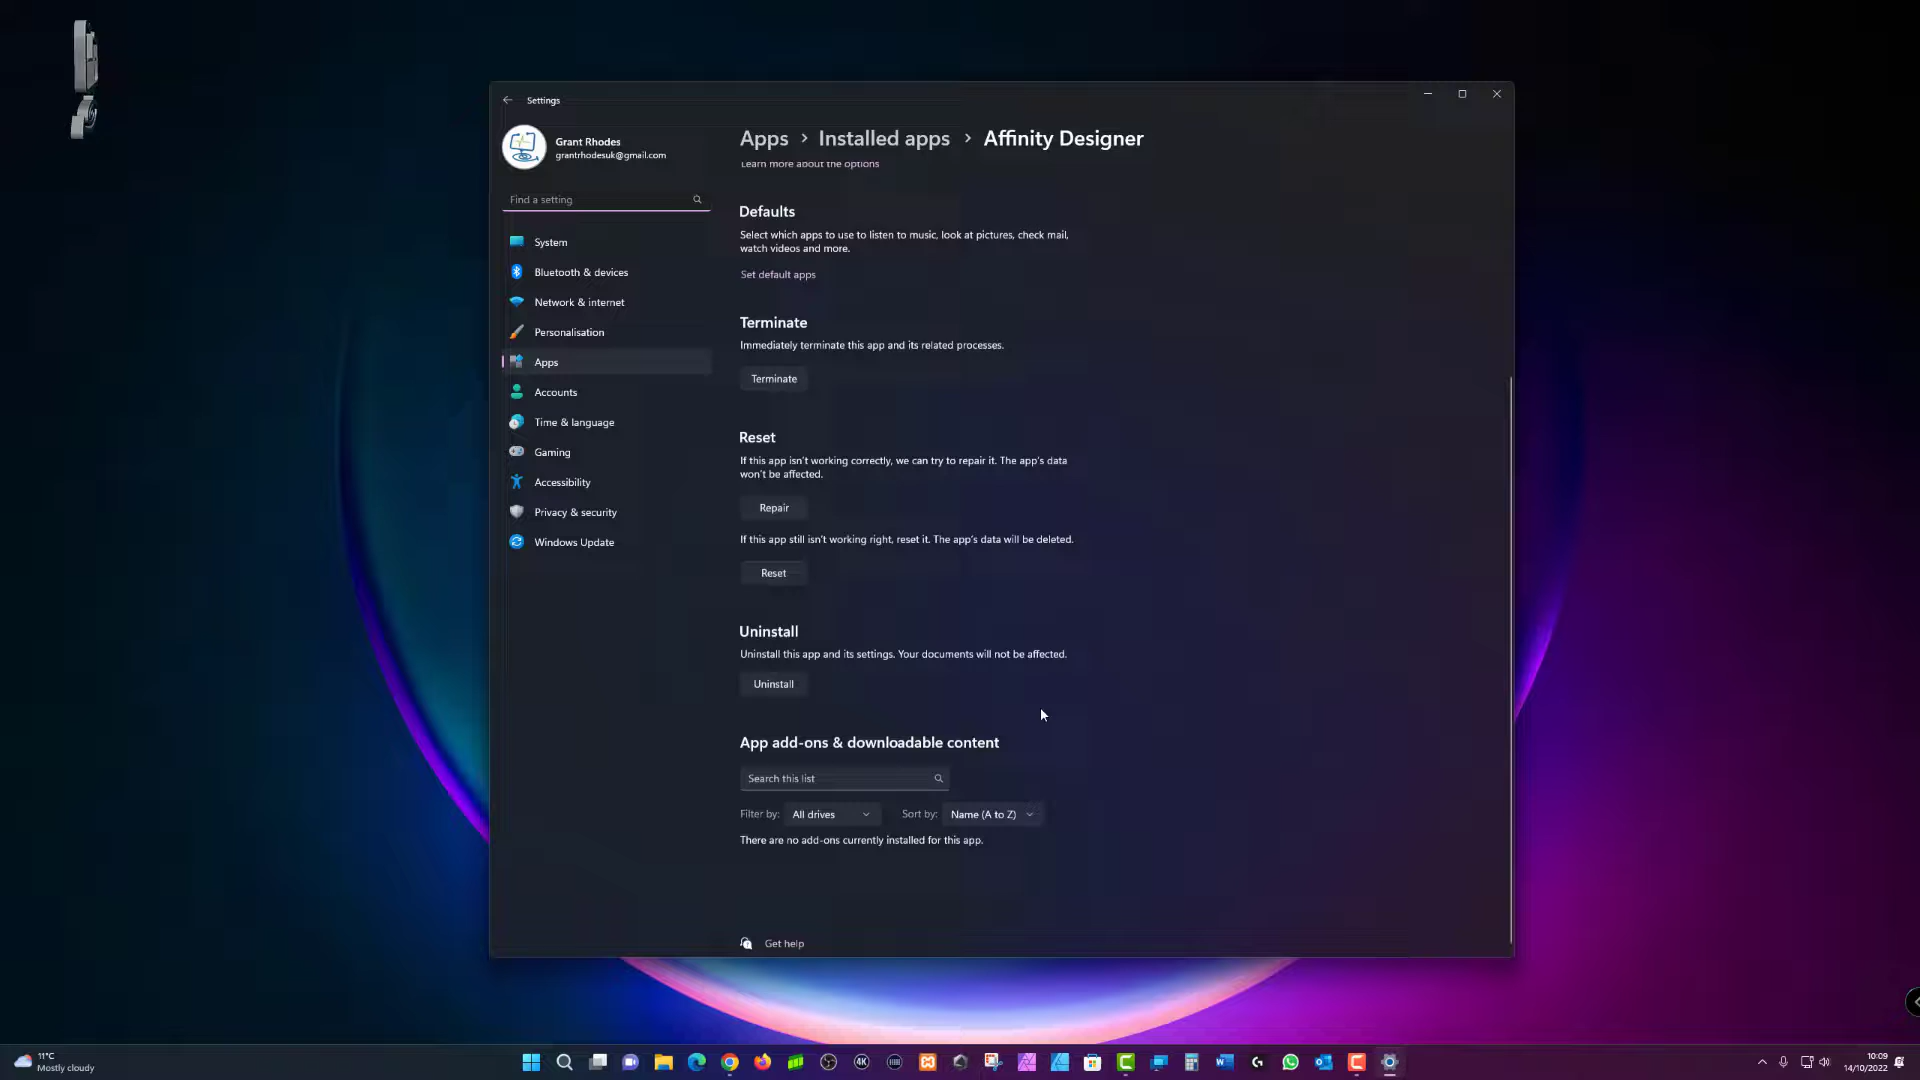 Settings
Grant Rhodes
grantrhodesuk@gmail.com
Find a setting
System
Bluetooth & devices
Network & internet
Personalisation
Apps
Accounts
Time & language
Gaming
Accessibility
Privacy & security
Windows Update
Apps > Installed apps > Affinity Designer
Learn more about the options
Defaults
Select which apps to use to listen to music, look at pictures, check mail,
watch videos and more.
Set default apps
Terminate
Immediately terminate this app and its related processes.
Terminate
Reset
If this app isn't working correctly, we can try to repair it. The app's data
won't be affected.
Repair
If this app still isn't working right, reset it. The app's data will be deleted.
Reset
Uninstall
Uninstall this app and its settings. Your documents will not be affected.
Uninstall
App add-ons & downloadable content
Search this list
Filter by: All drives Sort by: Name (A to Z)
There are no add-ons currently installed for this app.
Get help
11°C
Mostly cloudy
4K
10:09
14/10/2022